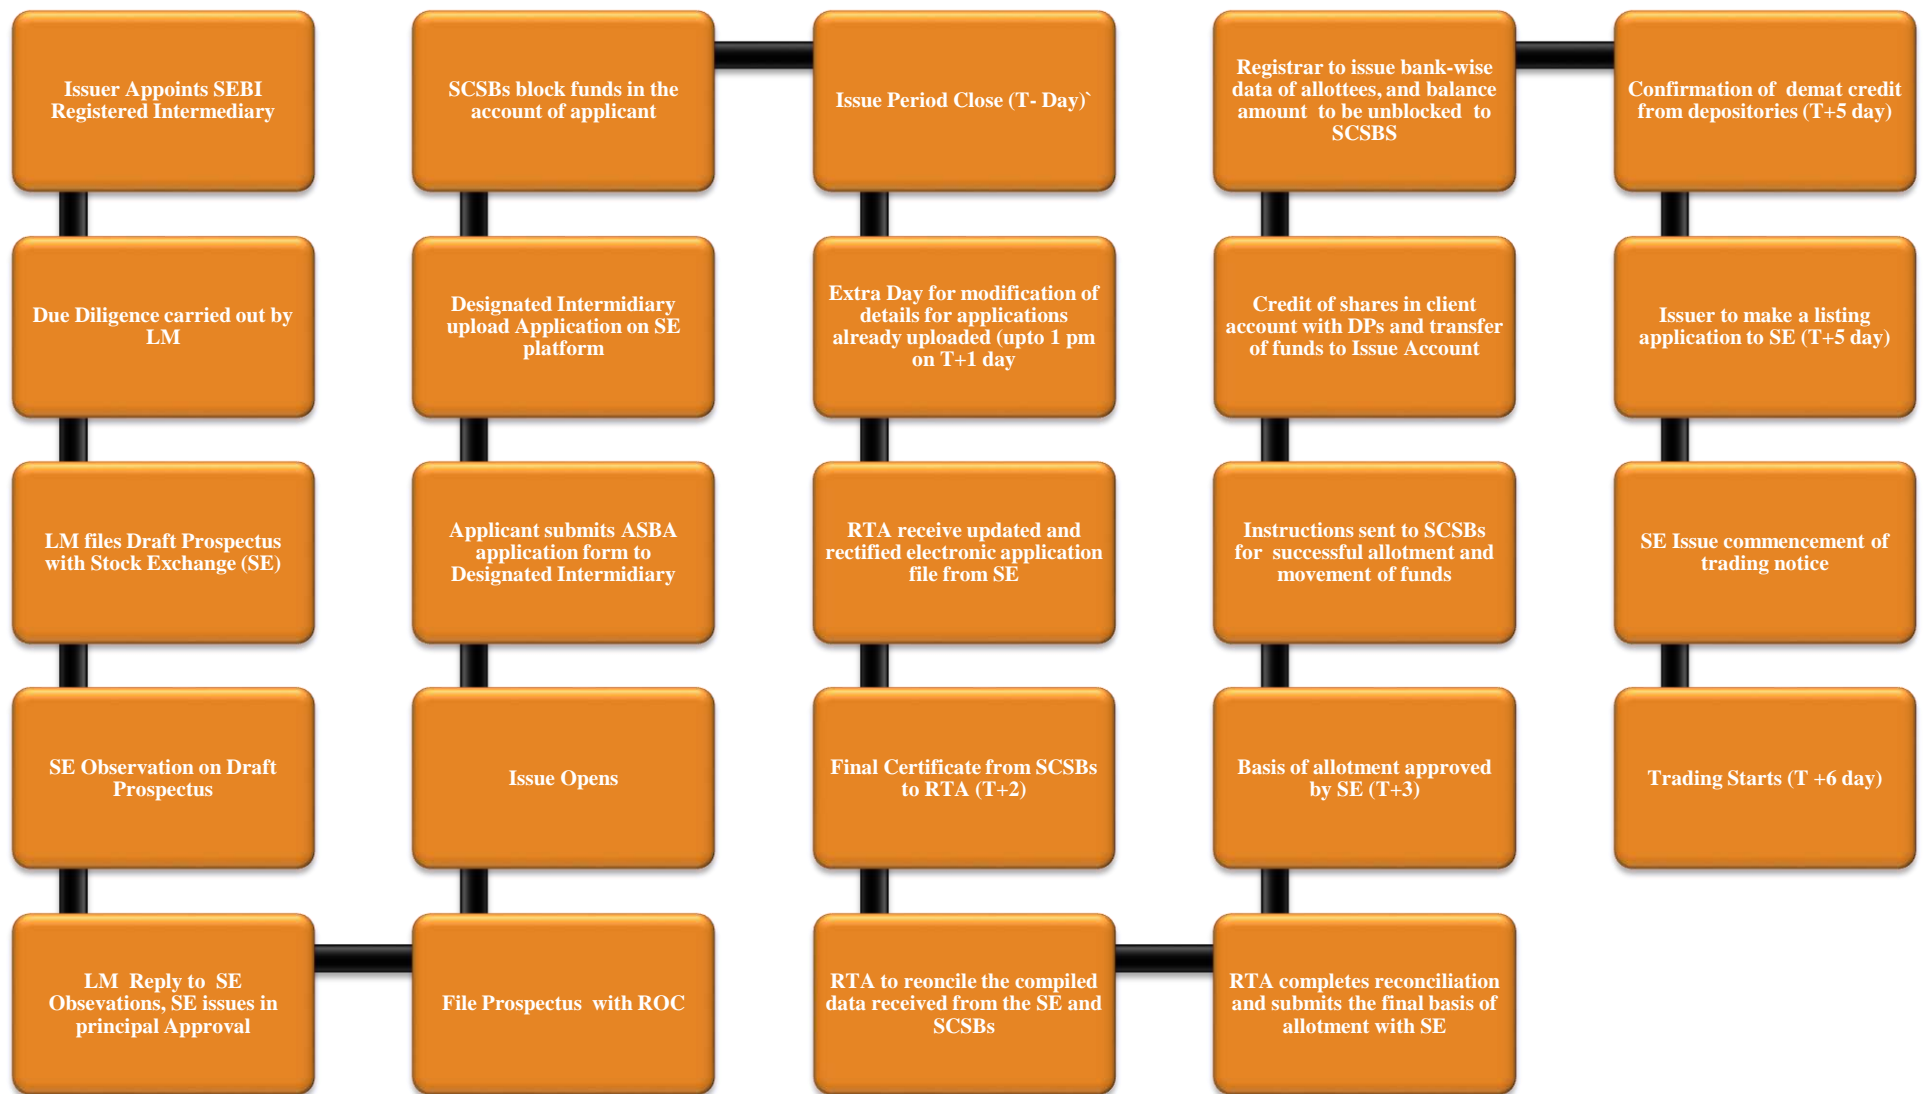 Issuer Appoints SEBI
Registered Intermediary
Due Diligence carried out by
LM
LM files Draft Prospectus
with Stock Exchange (SE)
SE Observation on Draft
Prospectus
LM Reply to SE
Obsevations, SE issues in
principal Approval
File Prospectus with ROC
Issue Opens
Applicant submits ASBA
application form to
Designated Intermidiary
Designated Intermidiary
upload Application on SE
platform
SCSBs block funds in the
account of applicant
Issue Period Close (T- Day)`
Extra Day for modification of
details for applications
already uploaded (upto 1 pm
on T+1 day
RTA receive updated and
rectified electronic application
file from SE
Final Certificate from SCSBs
to RTA (T+2)
RTA to reconcile the compiled
data received from the SE and
SCSBs
RTA completes reconciliation
and submits the final basis of
allotment with SE
Basis of allotment approved
by SE (T+3)
Instructions sent to SCSBs
for successful allotment and
movement of funds
Credit of shares in client
account with DPs and transfer
of funds to Issue Account
Registrar to issue bank-wise
data of allottees, and balance
amount to be unblocked to
SCSBS
Confirmation of demat credit
from depositories (T+5 day)
Issuer to make a listing
application to SE (T+5 day)
SE Issue commencement of
trading notice
Trading Starts (T +6 day)